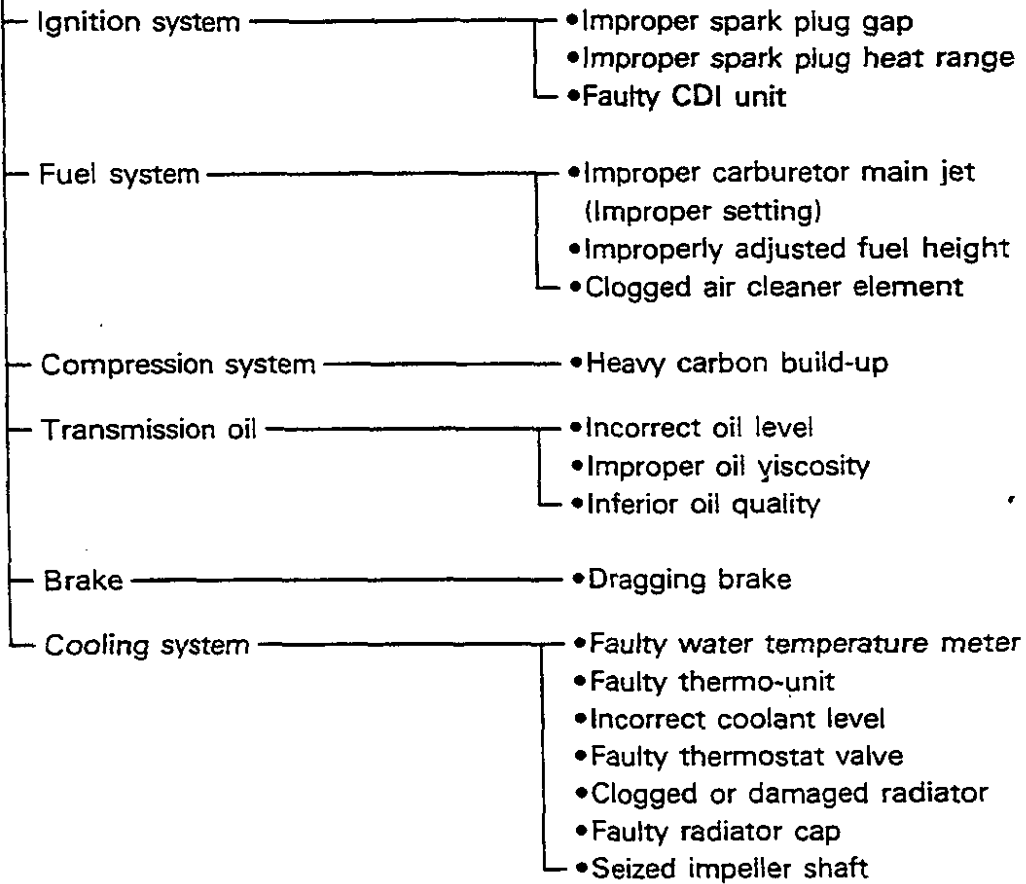 Ignition system •Improper spark plug gap
•Improper spark plug heat range
•Faulty CDI unit
Fuel system •Improper carburetor main jet
(Improper setting)
•Improperly adjusted fuel height
•Clogged air cleaner element
Compression system •Heavy carbon build-up
Transmission oil •Incorrect oil level
•Improper oil viscosity
•Inferior oil quality
Brake •Dragging brake
Cooling system •Faulty water temperature meter
•Faulty thermo-unit
•Incorrect coolant level
•Faulty thermostat valve
•Clogged or damaged radiator
•Faulty radiator cap
•Seized impeller shaft